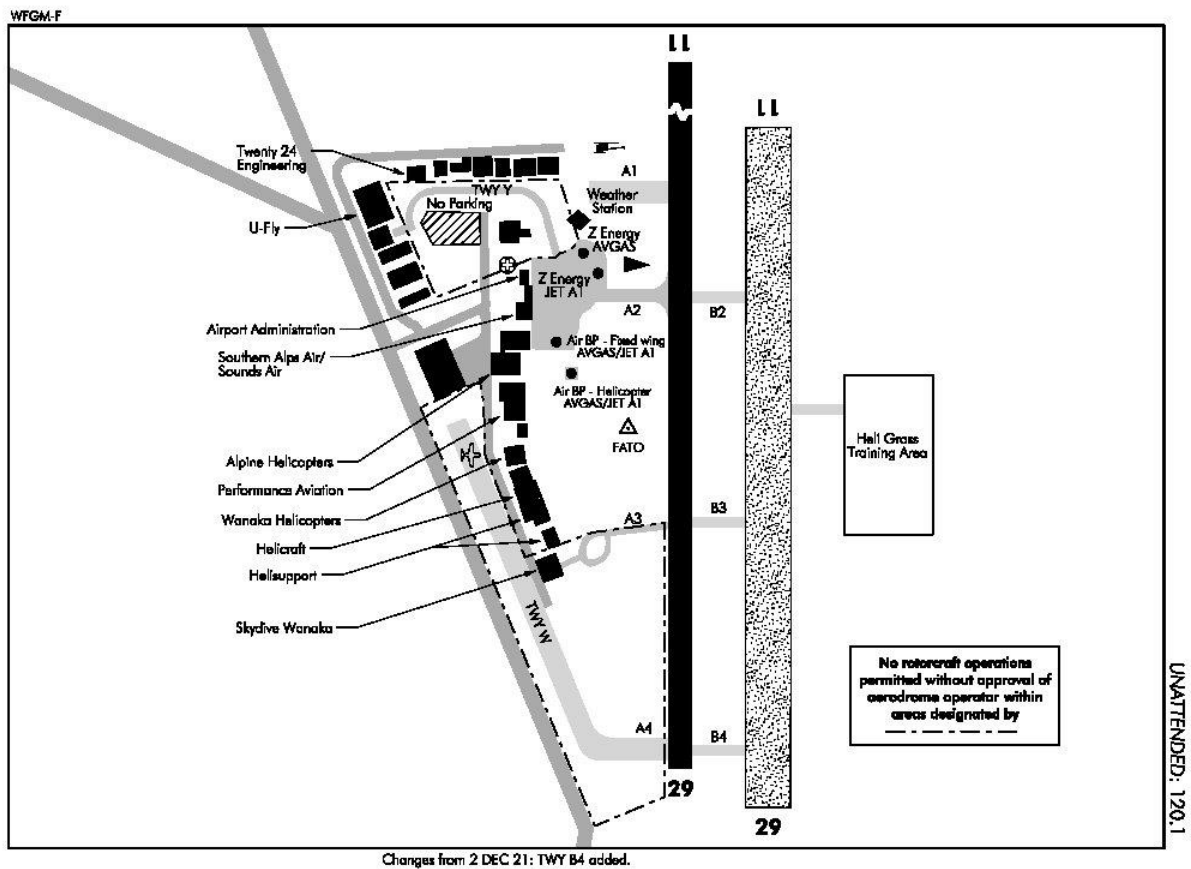 WFGM-F
11
11
Twenty 24
Engineering
A1
TWY Y
Weather
Station
No Parking
U-Fly
Z Energy
AVGAS
Z Energy
JET A1
A2
B2
Airport Administration
Southern Alps Air/
Sounds Air
Air BP - Fixed wing
AVGAS/JET A1
Air BP - Helicopter
AVGAS/JET A1
FATO
Heli Grass
Training Area
Alpine Helicopters
Performance Aviation
Wanaka Helicopters
A3
B3
Helicraft
Helisupport
Skydive Wanaka
TWY W
No rotorcraft operations
permitted without approval of
aerodrome operator within
areas designated by
A4
B4
29
29
UNATTENDED: 120.1
Changes from 2 DEC 21: TWY B4 added.